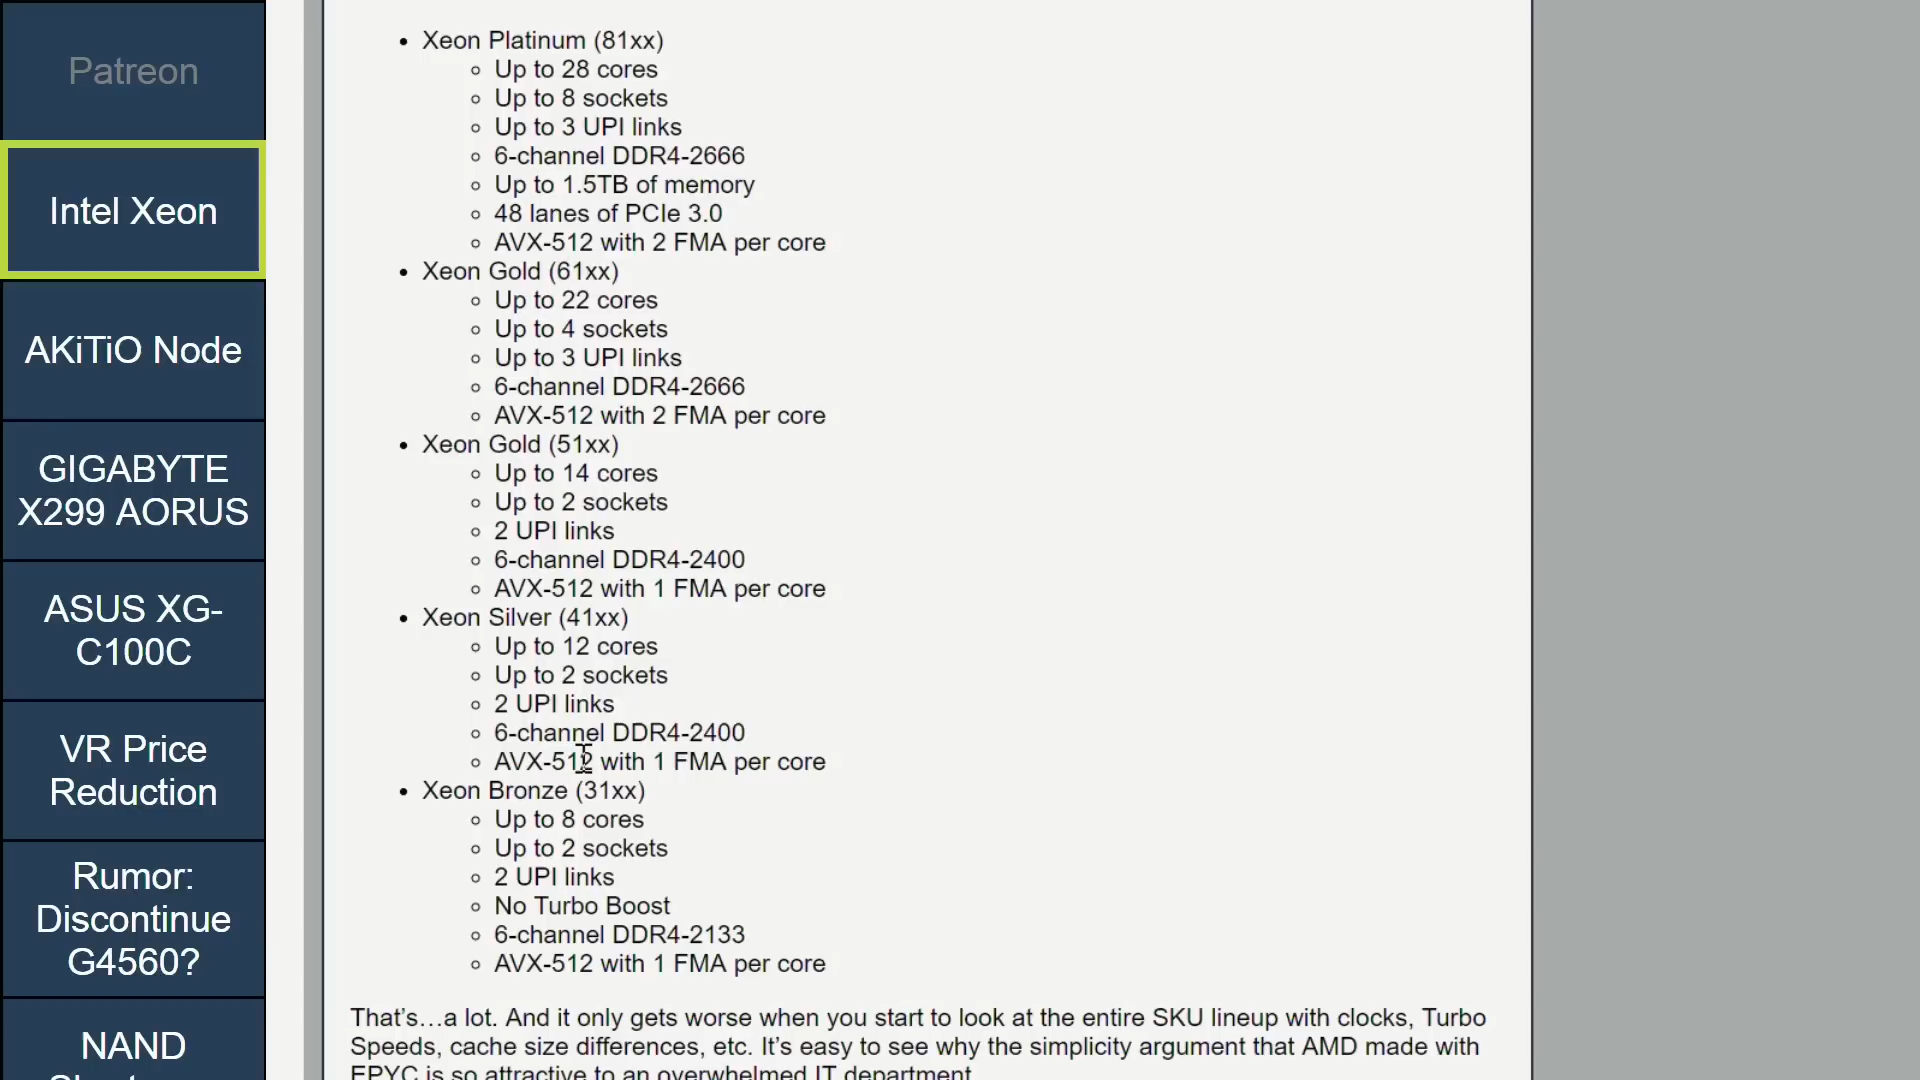 Patreon
Intel Xeon
AKiTiO Node
GIGABYTE
X299 AORUS
ASUS XG-
C100C
VR Price
Reduction
Rumor:
Discontinue
G4560?
NAND
• Xeon Platinum (81xx)
◦ Up to 28 cores
◦ Up to 8 sockets
◦ Up to 3 UPI links
◦ 6-channel DDR4-2666
◦ Up to 1.5TB of memory
◦ 48 lanes of PCIe 3.0
◦ AVX-512 with 2 FMA per core
• Xeon Gold (61xx)
◦ Up to 22 cores
◦ Up to 4 sockets
◦ Up to 3 UPI links
◦ 6-channel DDR4-2666
◦ AVX-512 with 2 FMA per core
• Xeon Gold (51xx)
◦ Up to 14 cores
◦ Up to 2 sockets
◦ 2 UPI links
◦ 6-channel DDR4-2400
◦ AVX-512 with 1 FMA per core
• Xeon Silver (41xx)
◦ Up to 12 cores
◦ Up to 2 sockets
◦ 2 UPI links
◦ 6-channel DDR4-2400
◦ AVX-512 with 1 FMA per core
• Xeon Bronze (31xx)
◦ Up to 8 cores
◦ Up to 2 sockets
◦ 2 UPI links
◦ No Turbo Boost
◦ 6-channel DDR4-2133
◦ AVX-512 with 1 FMA per core
That's…a lot. And it only gets worse when you start to look at the entire SKU lineup with clocks, Turbo
Speeds, cache size differences, etc. It's easy to see why the simplicity argument that AMD made with
EPYC is so attractive to an overwhelmed IT department.